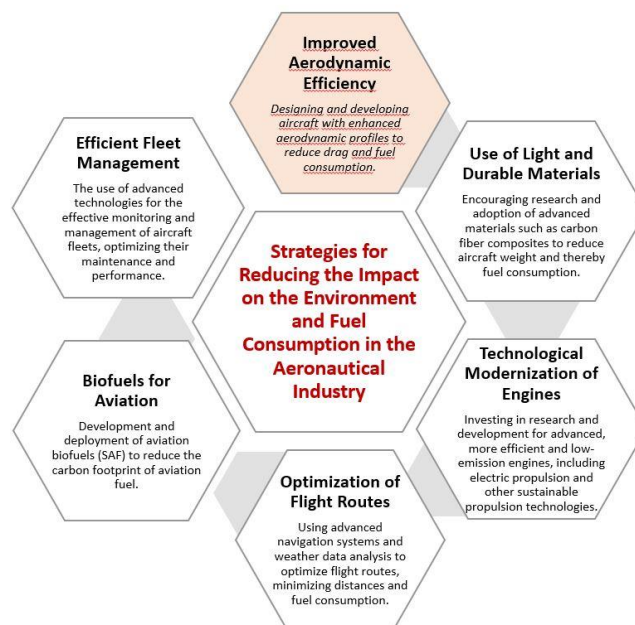 Improved
Aerodynamic
Efficiency
Designing and developing
aircraft with enhanced
aerodynamic profiles to
reduce drag and fuel
consumption.
Use of Light and
Durable Materials
Encouraging research and
adoption of advanced
materials such as carbon
fiber composites to reduce
aircraft weight and thereby
fuel consumption.
Technological
Modernization of
Engines
Investing in research and
development for advanced,
more efficient and low-
emission engines, including
electric propulsion and
other sustainable
propulsion technologies.
Optimization of
Flight Routes
Using advanced
navigation systems and
weather data analysis to
optimize flight routes,
minimizing distances and
fuel consumption.
Biofuels for
Aviation
Development and
deployment of aviation
biofuels (SAF) to reduce the
carbon footprint of aviation
fuel.
Efficient Fleet
Management
The use of advanced
technologies for the
effective monitoring and
management of aircraft
fleets, optimizing their
maintenance and
performance.
Strategies for
Reducing the Impact
on the Environment
and Fuel
Consumption in the
Aeronautical
Industry